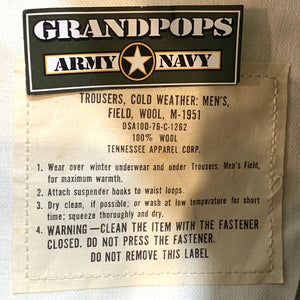 GRANDPOPS
ARMY NAVY
TROUSERS, COLD WEATHER: MEN'S,
FIELD, WOOL, M-1951
DSA100-76-C-1262
100% WOOL
TENNESSEE APPAREL CORP.
1. Wear over winter underwear and under Trousers, Men's Field,
for maximum warmth.
2. Attach suspender hooks to waist loops.
3. Dry clean, if possible; or wash at low temperature for short
time; squeeze thoroughly and dry.
4. WARNING—CLEAN THE ITEM WITH THE FASTENER
CLOSED. DO NOT PRESS THE FASTENER.
DO NOT REMOVE THIS LABEL